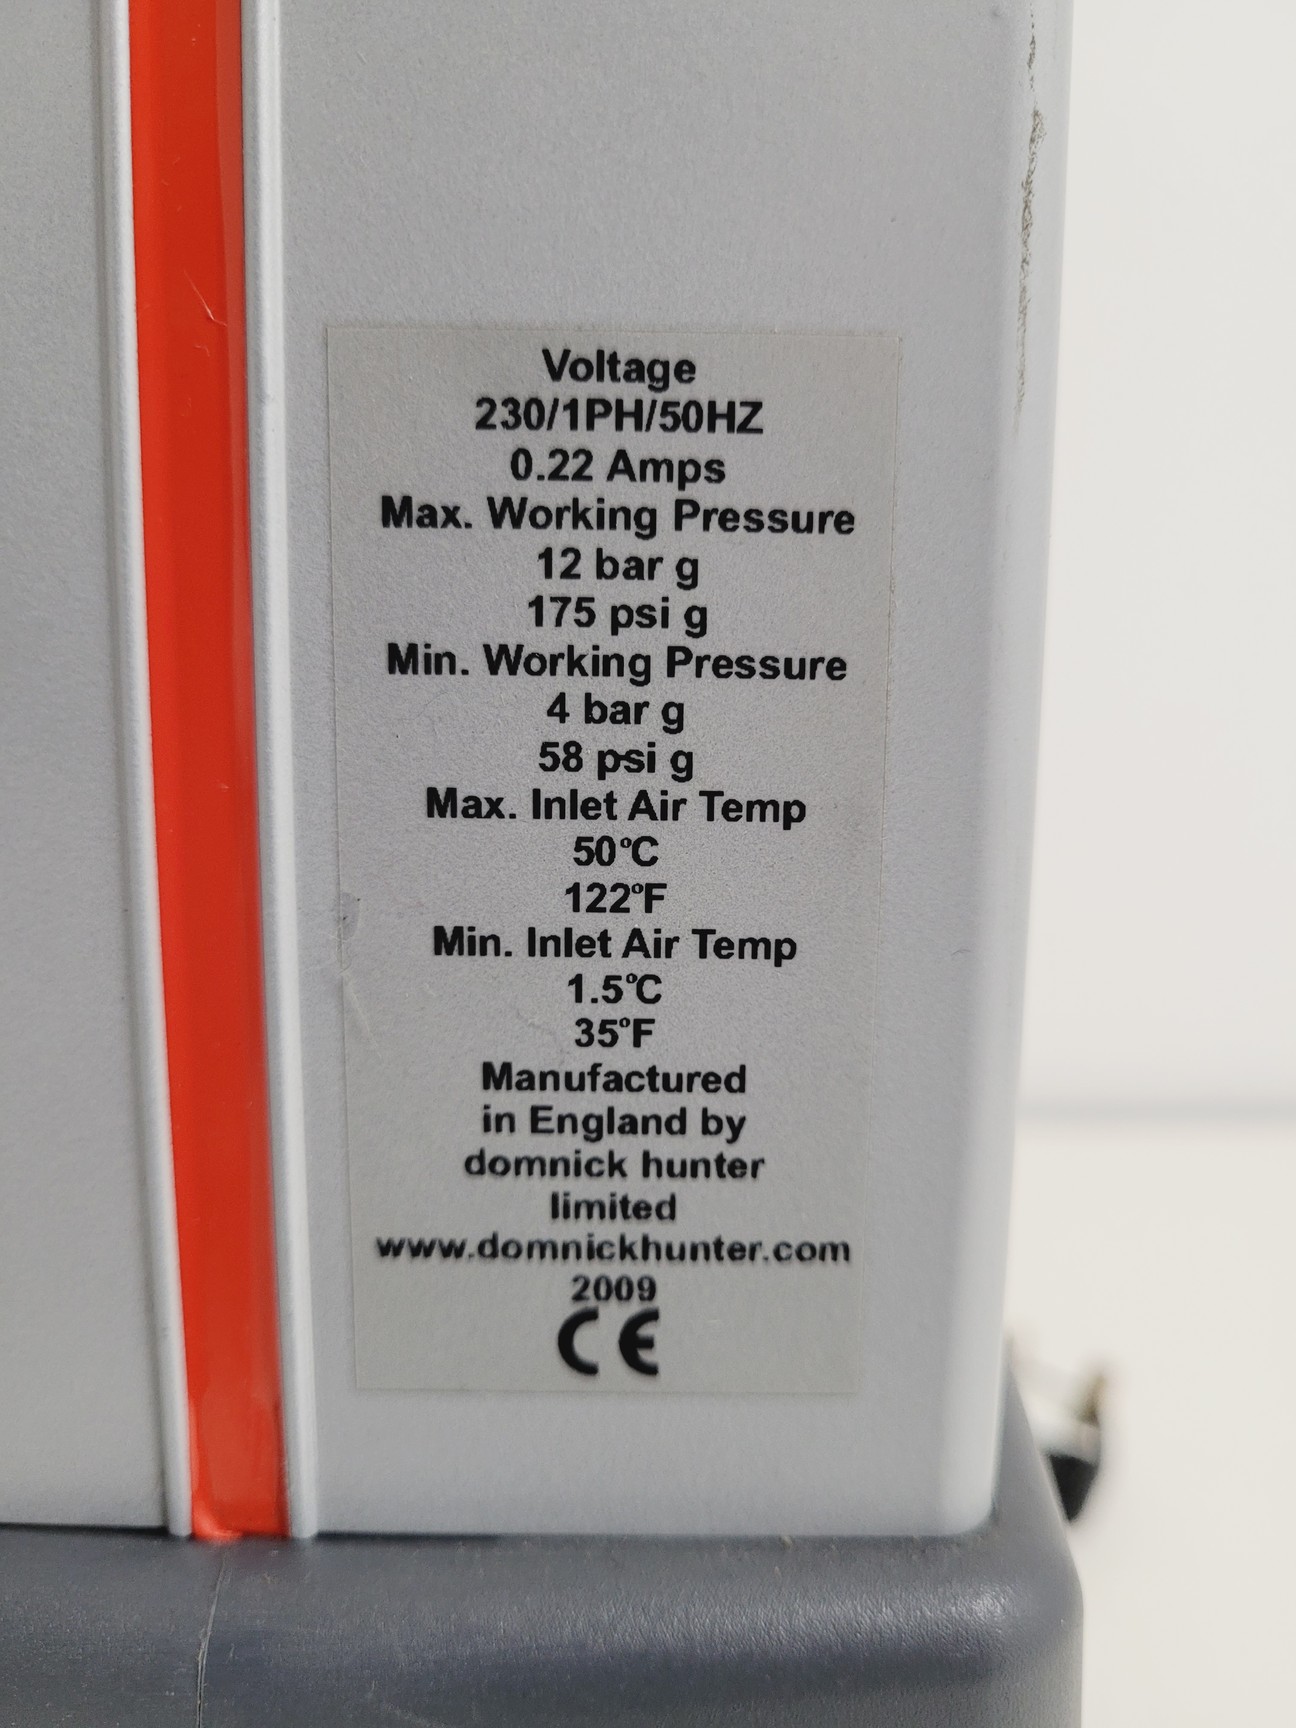 Voltage
230/1PH/50HZ
0.22 Amps
Max. Working Pressure
12 bar g
175 psi g
Min. Working Pressure
4 bar g
58 psi g
Max. Inlet Air Temp
50°C
122°F
Min. Inlet Air Temp
1.5°C
35°F
Manufactured
in England by
domnick hunter
limited
www.domnickhunter.com
2009
CE